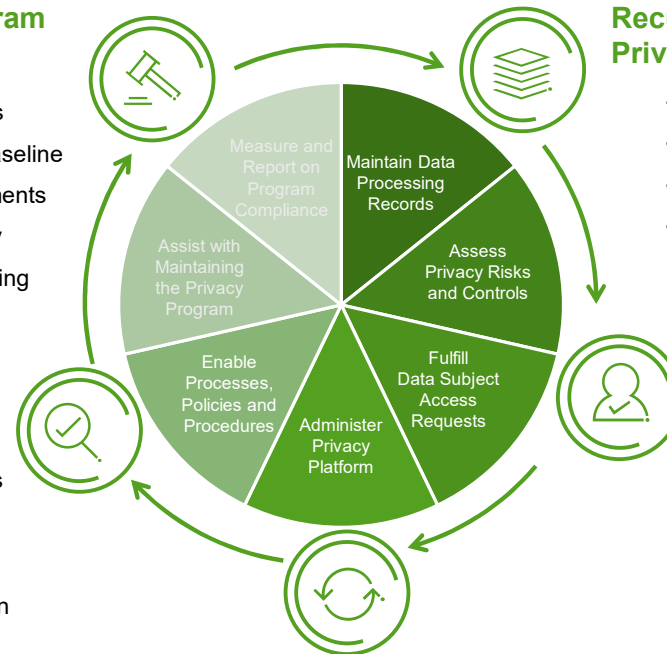 ram
Rec
Priv
s
aseline
ments
y
ing
s
n
Measure and
Report on
Program
Compliance
Maintain Data
Processing
Records
Assess
Privacy Risks
and Controls
Fulfill
Data Subject
Access
Requests
Administer
Privacy
Platform
Enable
Processes,
Policies and
Procedures
Assist with
Maintaining
the Privacy
Program